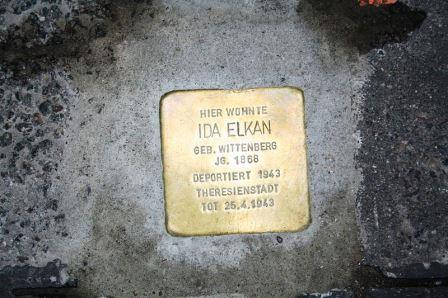 HIER WOHNTE
IDA ELKAN
GEB. WITTENBERG
JG. 1868
DEPORTIERT 1943
THERESIENSTADT
TOT 25.4.1943